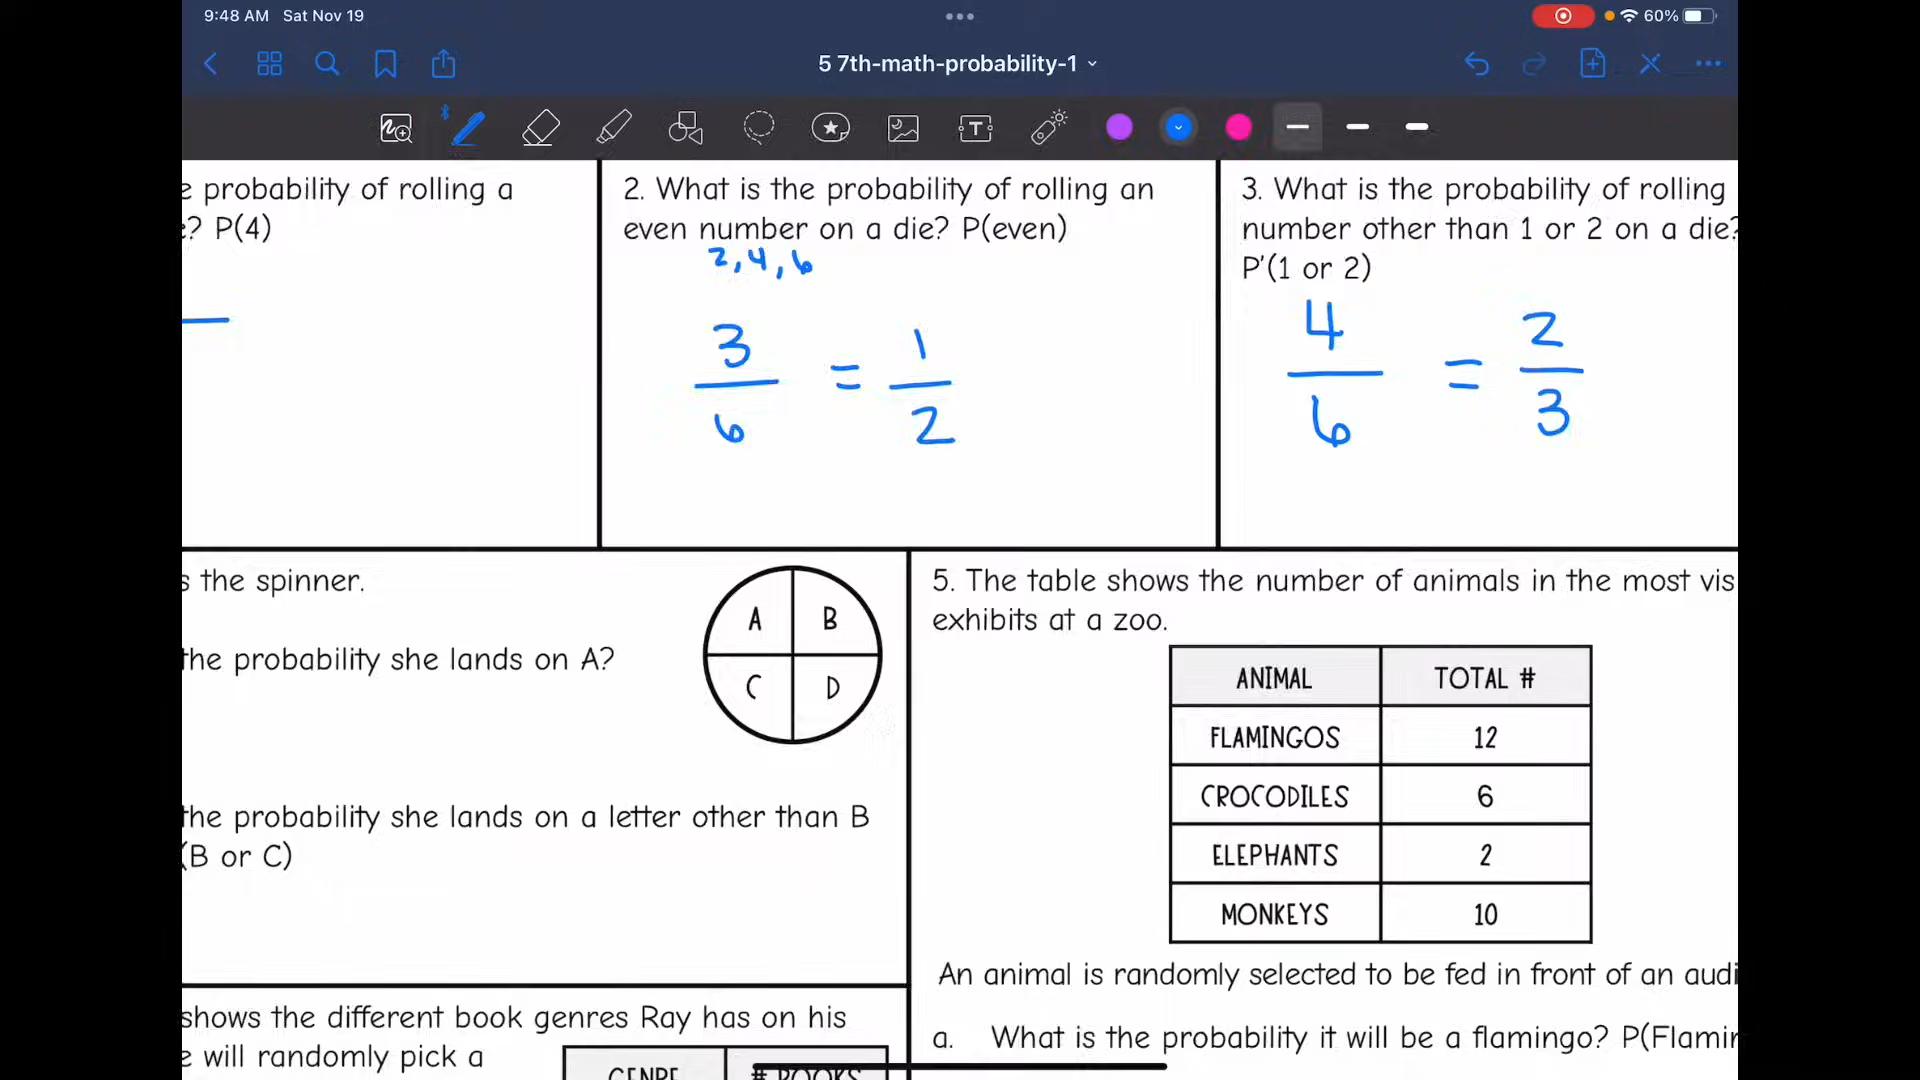 9:48 AM Sat Nov 19
60%
5 7th-math-probability-1
T
e probability of rolling a
e? P(4)
2. What is the probability of rolling an
even number on a die? P(even)
2, 4, 6
3
6
=
1
2
3. What is the probability of rolling
number other than 1 or 2 on a die?
P'(1 or 2)
4
6
=
2
3
s the spinner.
the probability she lands on A?
A B
C D
the probability she lands on a letter other than B
(B or C)
5. The table shows the number of animals in the most vis
exhibits at a zoo.
ANIMAL TOTAL #
FLAMINGOS 12
CROCODILES 6
ELEPHANTS 2
MONKEYS 10
An animal is randomly selected to be fed in front of an audi
a. What is the probability it will be a flamingo? P(Flamin
shows the different book genres Ray has on his
e will randomly pick a
GENRE # BOOKS